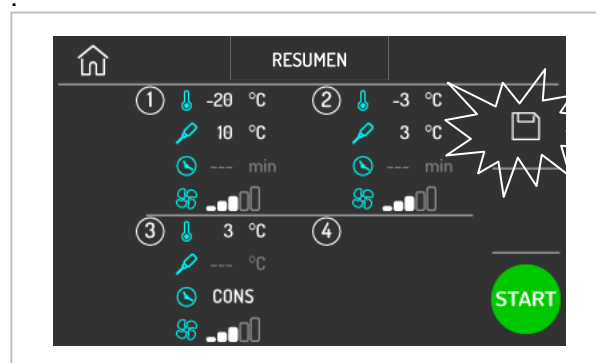 .
RESUMEN
1 -20 °C 2 -3 °C
10 °C 3 °C
--- min --- min
3 3 °C 4
--- °C
CONS
START